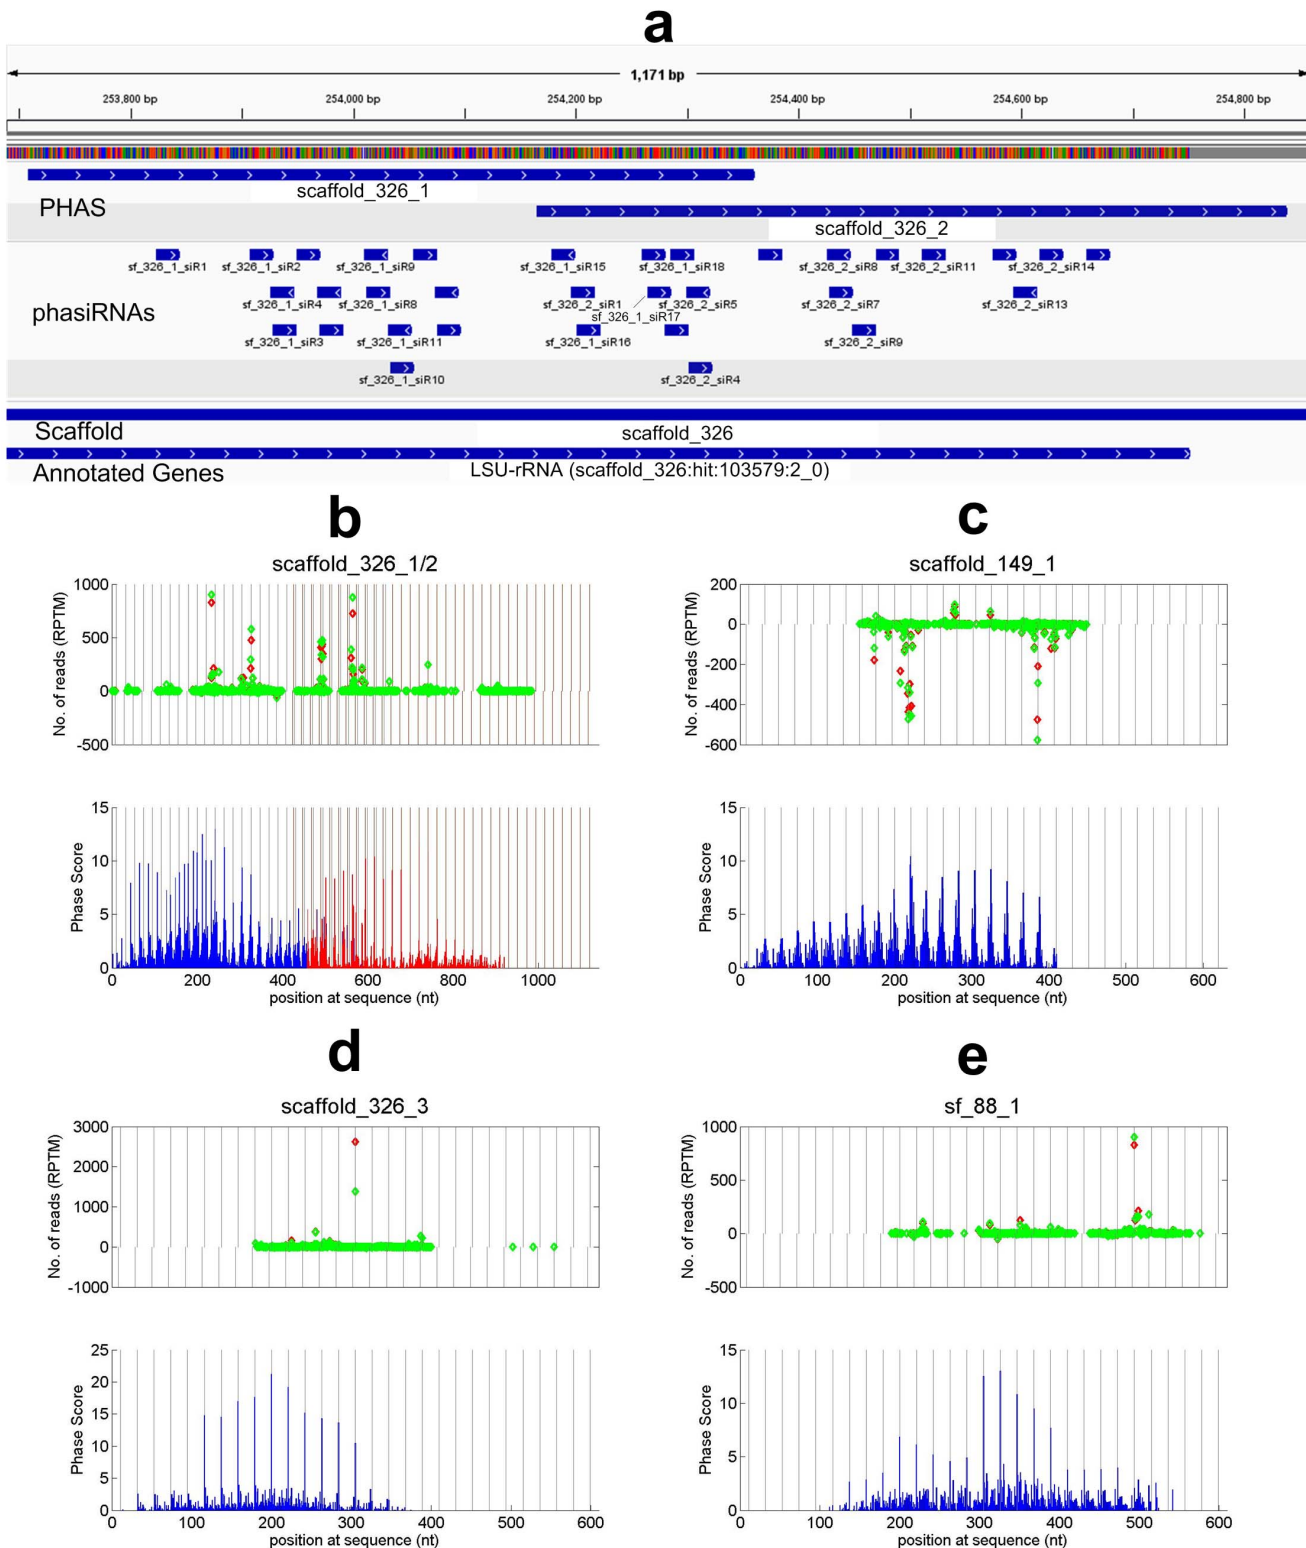 a
1,171 bp
253,800 bp 254,000 bp 254,200 bp 254,400 bp 254,600 bp 254,800 bp
scaffold_326_1
PHAS
scaffold_326_2
sf_326_1_siR1 sf_326_1_siR2 sf_326_1_siR9 sf_326_1_siR15 sf_326_1_siR18 sf_326_2_siR8 sf_326_2_siR11 sf_326_2_siR14
sf_326_1_siR4 sf_326_1_siR8 sf_326_2_siR1 sf_326_2_siR5 sf_326_2_siR7 sf_326_2_siR13
phasiRNAs
sf_326_1_siR17
sf_326_1_siR3 sf_326_1_siR11 sf_326_1_siR16 sf_326_2_siR9
sf_326_1_siR10 sf_326_2_siR4
Scaffold
scaffold_326
Annotated Genes
LSU-rRNA (scaffold_326:hit:103579:2_0)
b
scaffold_326_1/2
No. of reads (RPTM)
1000
500
0
-500
Phase Score
15
10
5
0
0 200 400 600 800 1000
position at sequence (nt)
c
scaffold_149_1
No. of reads (RPTM)
200
0
-200
-400
-600
Phase Score
15
10
5
0
0 100 200 300 400 500 600
position at sequence (nt)
d
scaffold_326_3
No. of reads (RPTM)
3000
2000
1000
0
-1000
Phase Score
25
20
15
10
5
0
0 100 200 300 400 500 600
position at sequence (nt)
e
sf_88_1
No. of reads (RPTM)
1000
500
0
-500
Phase Score
15
10
5
0
0 100 200 300 400 500 600
position at sequence (nt)